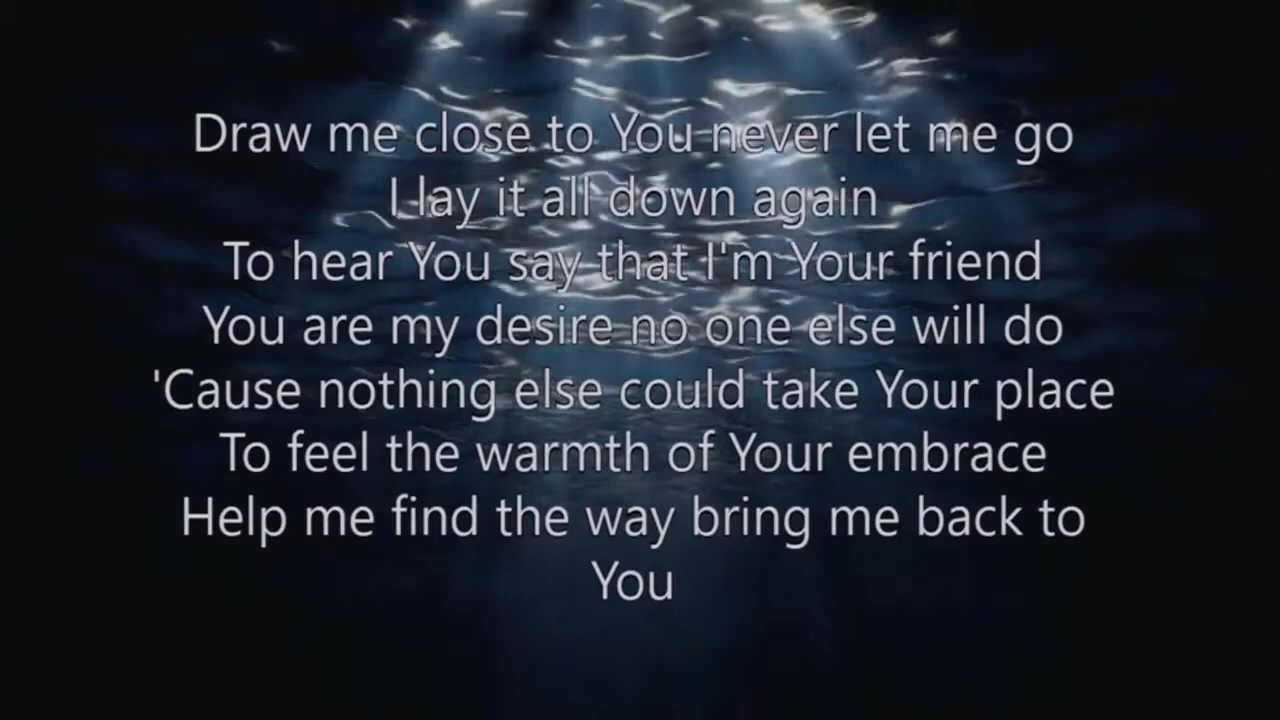 Draw me close to You never let me go
I lay it all down again
To hear You say that I'm Your friend
You are my desire no one else will do
'Cause nothing else could take Your place
To feel the warmth of Your embrace
Help me find the way bring me back to
You